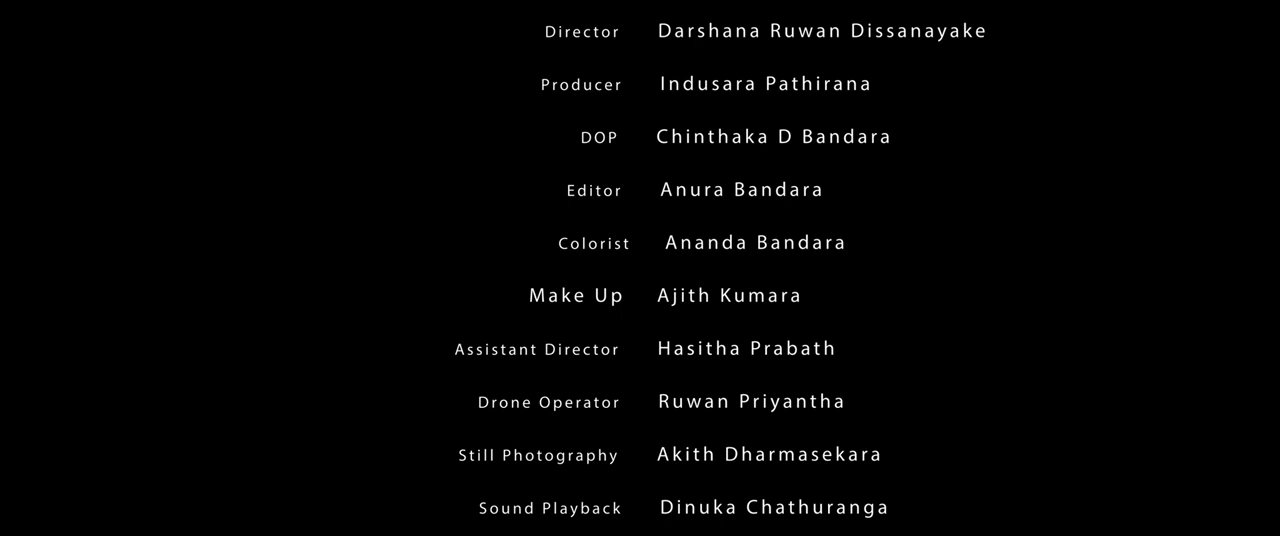 Director Darshana Ruwan Dissanayake
Producer Indusara Pathirana
DOP Chinthaka D Bandara
Editor Anura Bandara
Colorist Ananda Bandara
Make Up Ajith Kumara
Assistant Director Hasitha Prabath
Drone Operator Ruwan Priyantha
Still Photography Akith Dharmasekara
Sound Playback Dinuka Chathuranga